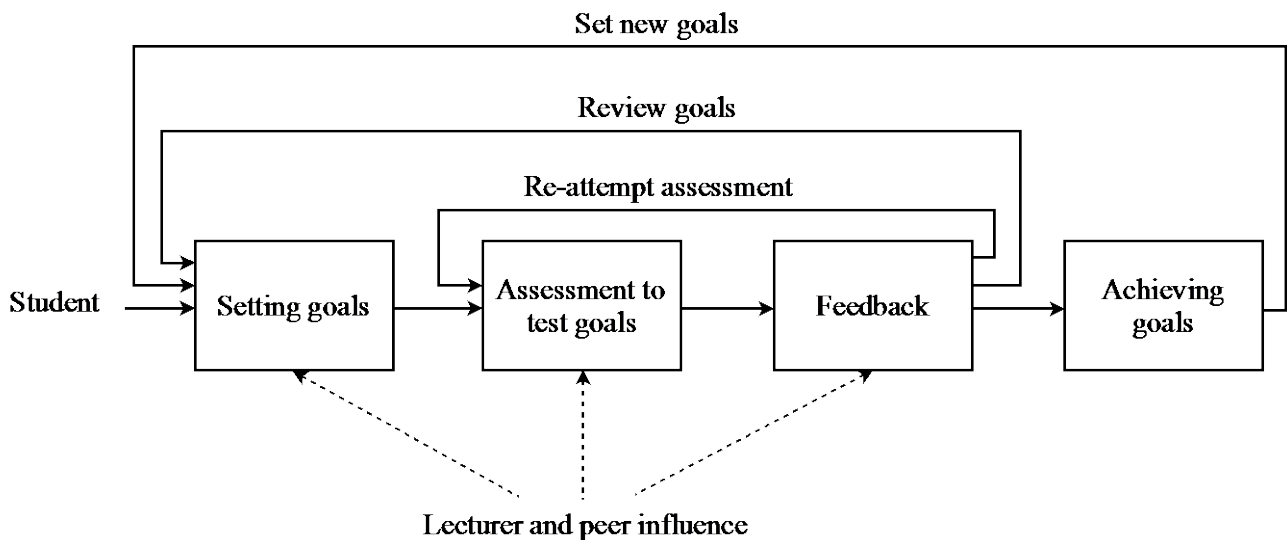 Set new goals
Review goals
Re-attempt assessment
Student
Setting goals
Assessment to
test goals
Feedback
Achieving
goals
Lecturer and peer influence